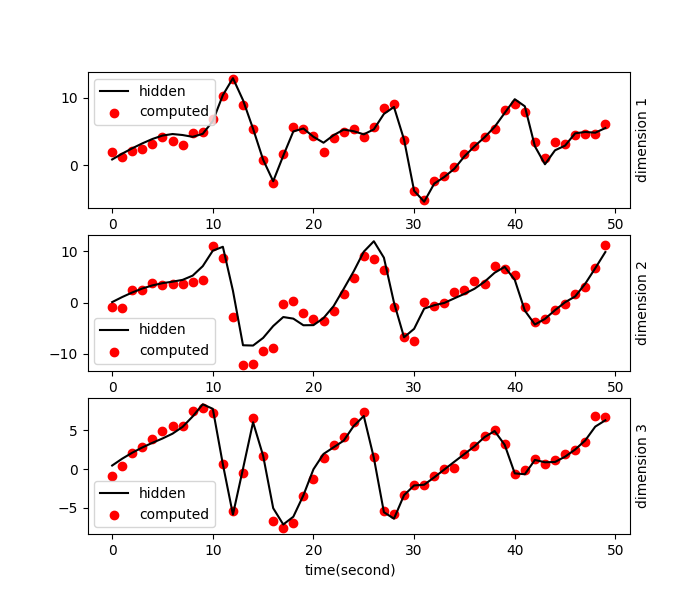 10
0
hidden
computed
dimension 1
0 10 20 30 40 50
10
0
−10
hidden
computed
dimension 2
0 10 20 30 40 50
5
0
−5
hidden
computed
dimension 3
0 10 20 30 40 50
time(second)